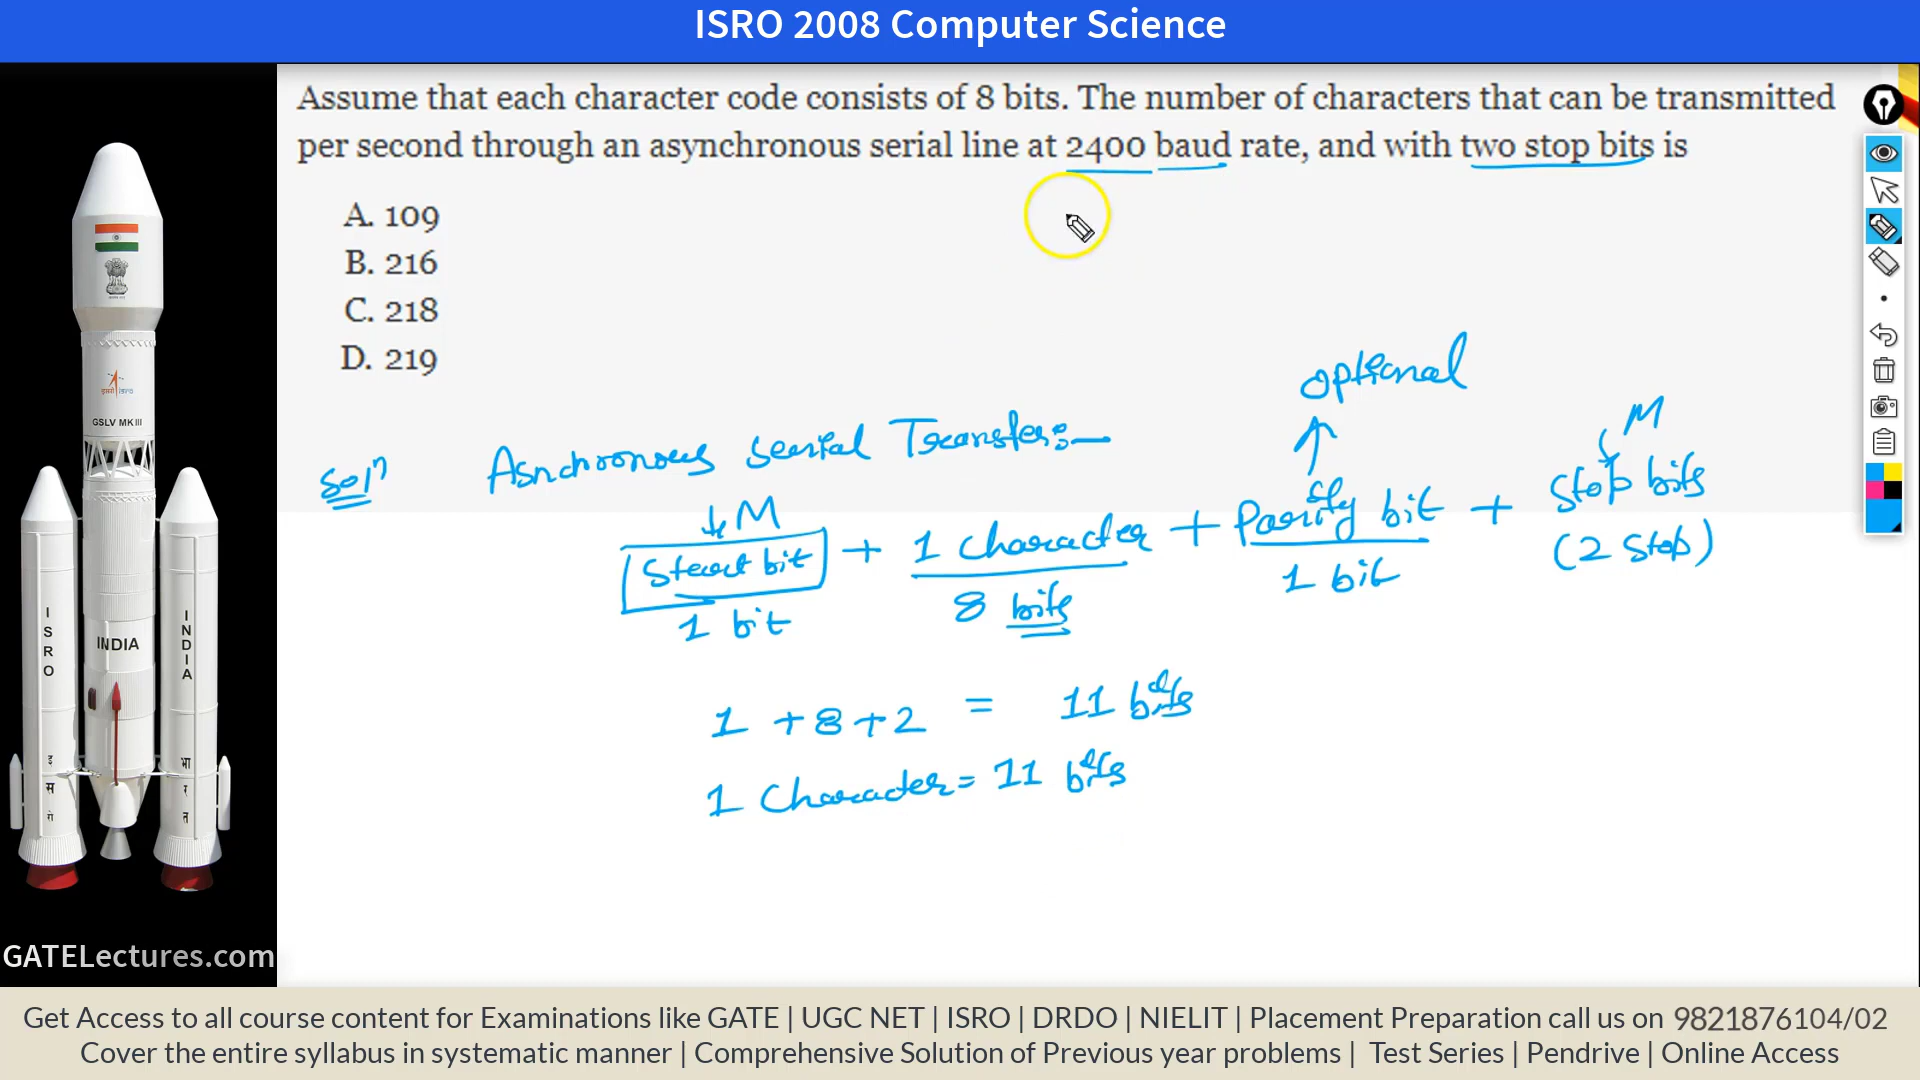 ISRO 2008 Computer Science
Assume that each character code consists of 8 bits. The number of characters that can be transmitted
per second through an asynchronous serial line at 2400 baud rate, and with two stop bits is
A. 109
B. 216
C. 218
D. 219
optional
M
Solⁿ Asnchronous Serial Transfer:—
M
Start bit + 1 Character + Parity bit + Stop bits
1 bit 8 bits 1 bit (2 Stop)
1 + 8 + 2 = 11 bits
1 Character = 11 bits
GSLV MK III
I
S
R
O
INDIA
I
N
D
I
A
GATELectures.com
Get Access to all course content for Examinations like GATE | UGC NET | ISRO | DRDO | NIELIT | Placement Preparation call us on 9821876104/02
Cover the entire syllabus in systematic manner | Comprehensive Solution of Previous year problems | Test Series | Pendrive | Online Access